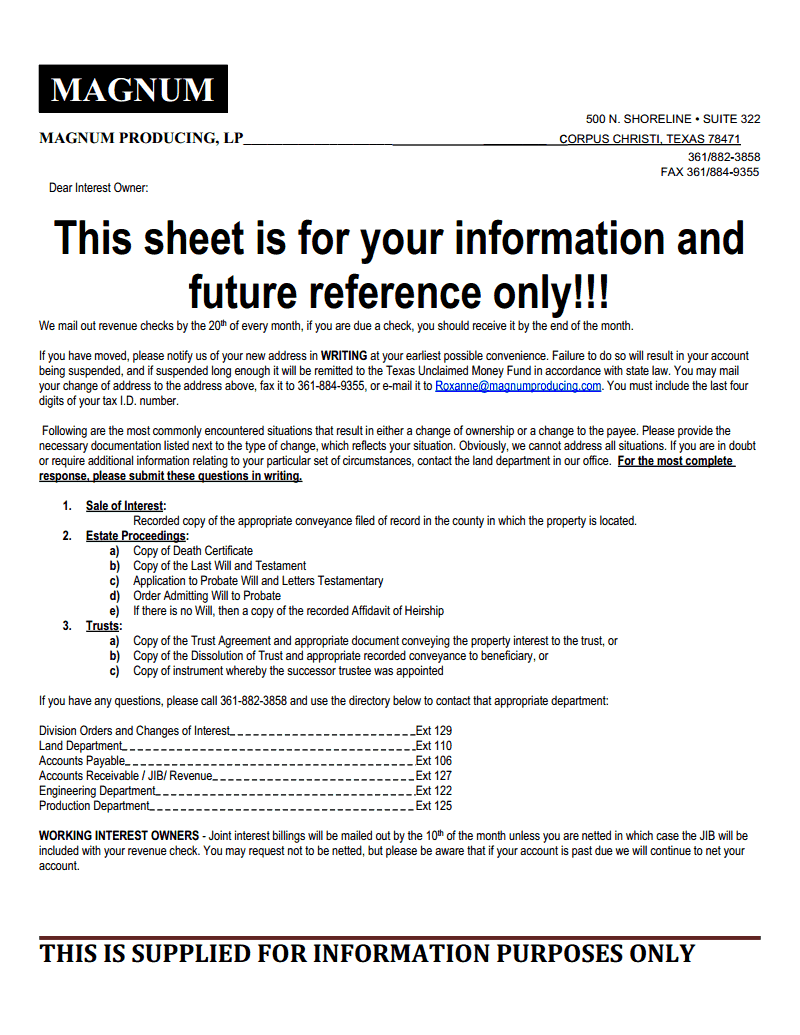 MAGNUM
500 N. SHORELINE • SUITE 322
MAGNUM PRODUCING, LP CORPUS CHRISTI, TEXAS 78471
361/882-3858
FAX 361/884-9355
Dear Interest Owner:
This sheet is for your information and
future reference only!!!
We mail out revenue checks by the 20th of every month, if you are due a check, you should receive it by the end of the month.
If you have moved, please notify us of your new address in WRITING at your earliest possible convenience. Failure to do so will result in your account
being suspended, and if suspended long enough it will be remitted to the Texas Unclaimed Money Fund in accordance with state law. You may mail
your change of address to the address above, fax it to 361-884-9355, or e-mail it to Roxanne@magnumproducing.com. You must include the last four
digits of your tax I.D. number.
Following are the most commonly encountered situations that result in either a change of ownership or a change to the payee. Please provide the
necessary documentation listed next to the type of change, which reflects your situation. Obviously, we cannot address all situations. If you are in doubt
or require additional information relating to your particular set of circumstances, contact the land department in our office. For the most complete
response, please submit these questions in writing.
1. Sale of Interest:
Recorded copy of the appropriate conveyance filed of record in the county in which the property is located.
2. Estate Proceedings:
a) Copy of Death Certificate
b) Copy of the Last Will and Testament
c) Application to Probate Will and Letters Testamentary
d) Order Admitting Will to Probate
e) If there is no Will, then a copy of the recorded Affidavit of Heirship
3. Trusts:
a) Copy of the Trust Agreement and appropriate document conveying the property interest to the trust, or
b) Copy of the Dissolution of Trust and appropriate recorded conveyance to beneficiary, or
c) Copy of instrument whereby the successor trustee was appointed
If you have any questions, please call 361-882-3858 and use the directory below to contact that appropriate department:
Division Orders and Changes of Interest Ext 129
Land Department Ext 110
Accounts Payable Ext 106
Accounts Receivable / JIB/ Revenue Ext 127
Engineering Department Ext 122
Production Department Ext 125
WORKING INTEREST OWNERS - Joint interest billings will be mailed out by the 10th of the month unless you are netted in which case the JIB will be
included with your revenue check. You may request not to be netted, but please be aware that if your account is past due we will continue to net your
account.
THIS IS SUPPLIED FOR INFORMATION PURPOSES ONLY